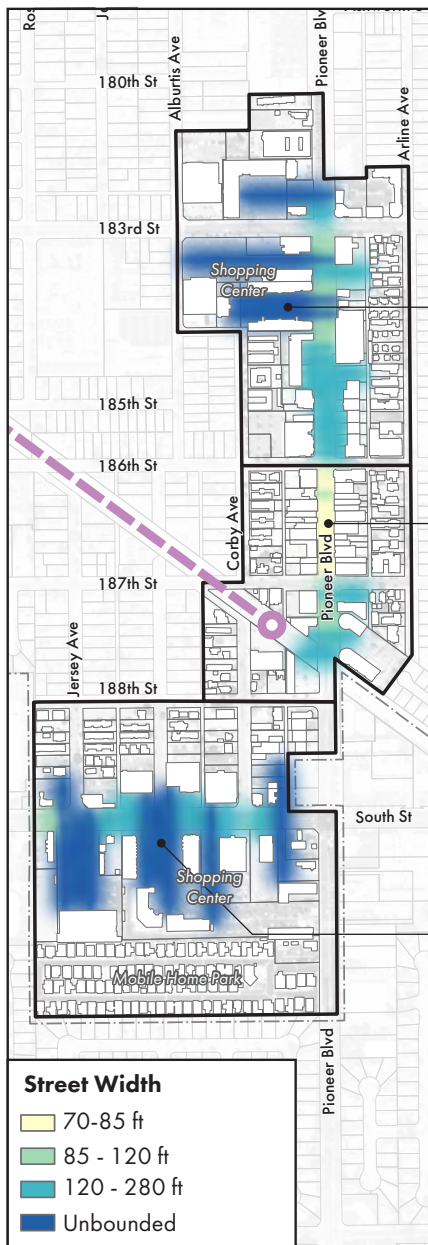 180th St
Alburtis Ave
Pioneer Blvd
Arline Ave
183rd St
Shopping
Center
185th St
186th St
Corby Ave
Pioneer Blvd
187th St
Jersey Ave
188th St
South St
Shopping
Center
Mobile Home Park
Pioneer Blvd
Street Width
70-85 ft
85 - 120 ft
120 - 280 ft
Unbounded